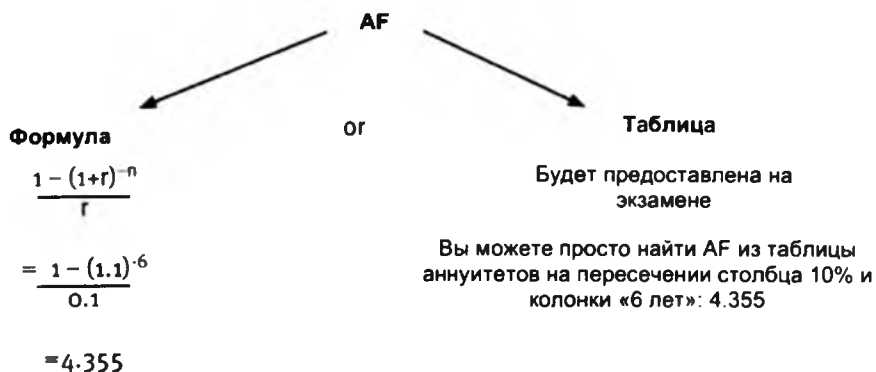 AF
Формула
or
Таблица
1 − (1+r)⁻ⁿ
r
Будет предоставлена на
экзамене
= 1 − (1.1)·⁶
0.1
Вы можете просто найти AF из таблицы
аннуитетов на пересечении столбца 10% и
колонки «6 лет»: 4.355
=4.355